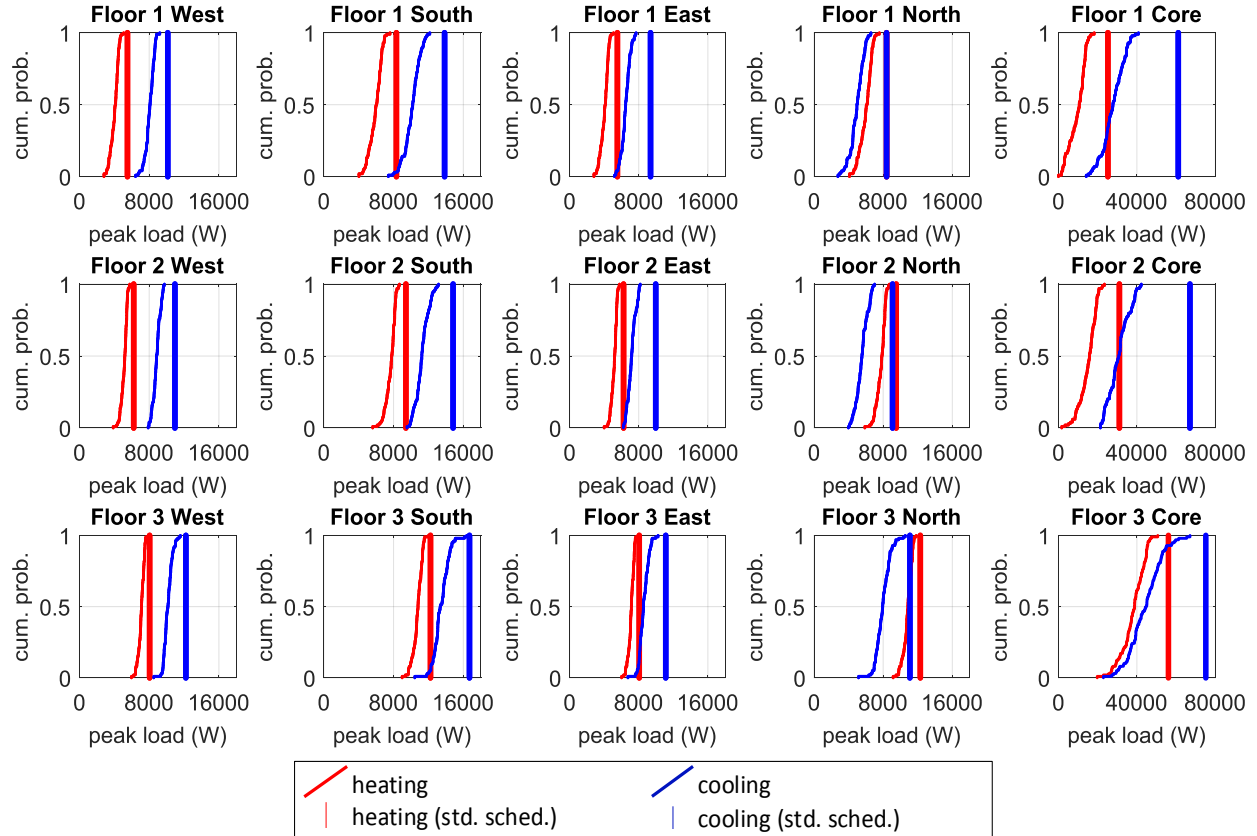 Floor 1 West Floor 1 South Floor 1 East Floor 1 North Floor 1 Core
1 1 1 1 1
cum. prob. cum. prob. cum. prob. cum. prob. cum. prob.
0.5 0.5 0.5 0.5 0.5
0 0 0 0 0
0 8000 16000 0 8000 16000 0 8000 16000 0 8000 16000 0 40000 80000
peak load (W) peak load (W) peak load (W) peak load (W) peak load (W)
Floor 2 West Floor 2 South Floor 2 East Floor 2 North Floor 2 Core
1 1 1 1 1
cum. prob. cum. prob. cum. prob. cum. prob. cum. prob.
0.5 0.5 0.5 0.5 0.5
0 0 0 0 0
0 8000 16000 0 8000 16000 0 8000 16000 0 8000 16000 0 40000 80000
peak load (W) peak load (W) peak load (W) peak load (W) peak load (W)
Floor 3 West Floor 3 South Floor 3 East Floor 3 North Floor 3 Core
1 1 1 1 1
cum. prob. cum. prob. cum. prob. cum. prob. cum. prob.
0.5 0.5 0.5 0.5 0.5
0 0 0 0 0
0 8000 16000 0 8000 16000 0 8000 16000 0 8000 16000 0 40000 80000
peak load (W) peak load (W) peak load (W) peak load (W) peak load (W)
heating cooling
heating (std. sched.) cooling (std. sched.)